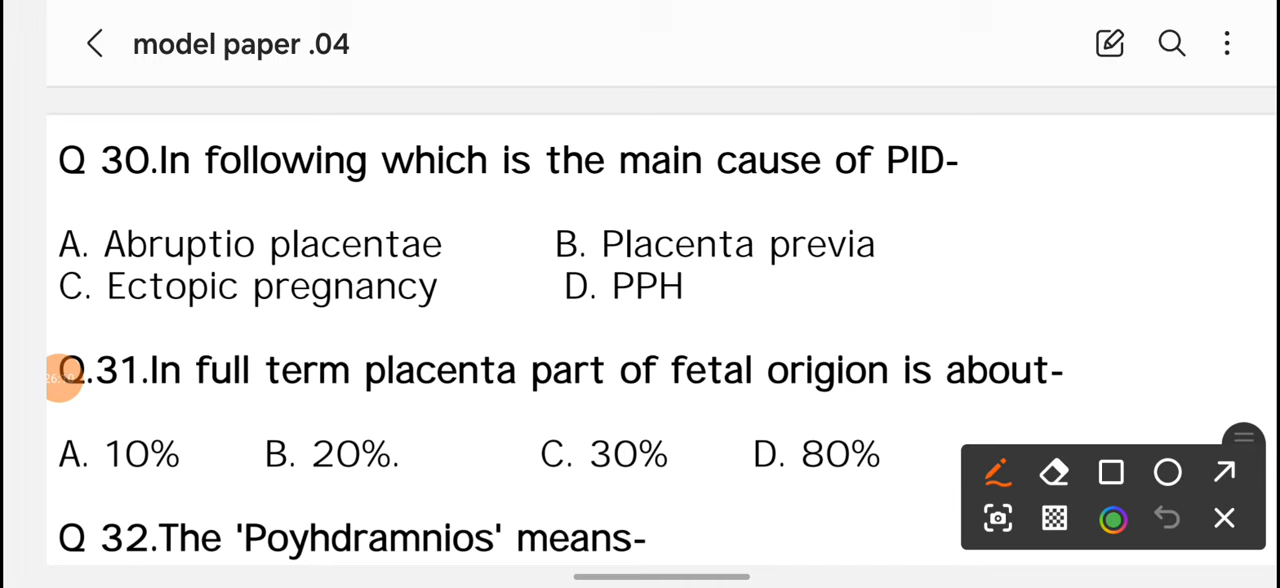 model paper .04
Q 30.In following which is the main cause of PID-
A. Abruptio placentae B. Placenta previa
C. Ectopic pregnancy D. PPH
Q.31.In full term placenta part of fetal origion is about-
A. 10% B. 20%. C. 30% D. 80%
Q 32.The 'Poyhdramnios' means-